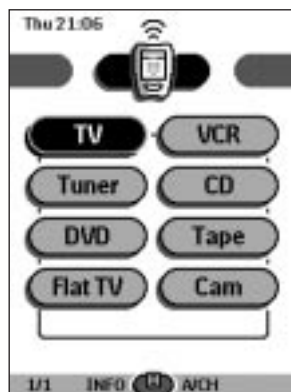 Thu 21:06
TV VCR
Tuner CD
DVD Tape
Flat TV Cam
1/1 INFO A/CH